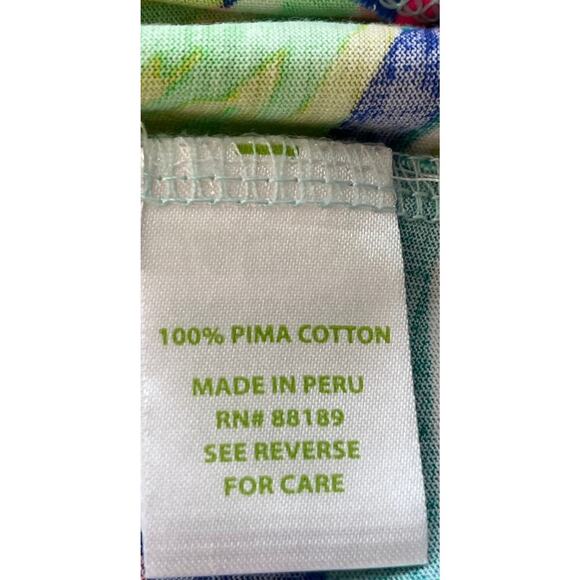 100% PIMA COTTON
MADE IN PERU
RN# 88189
SEE REVERSE
FOR CARE